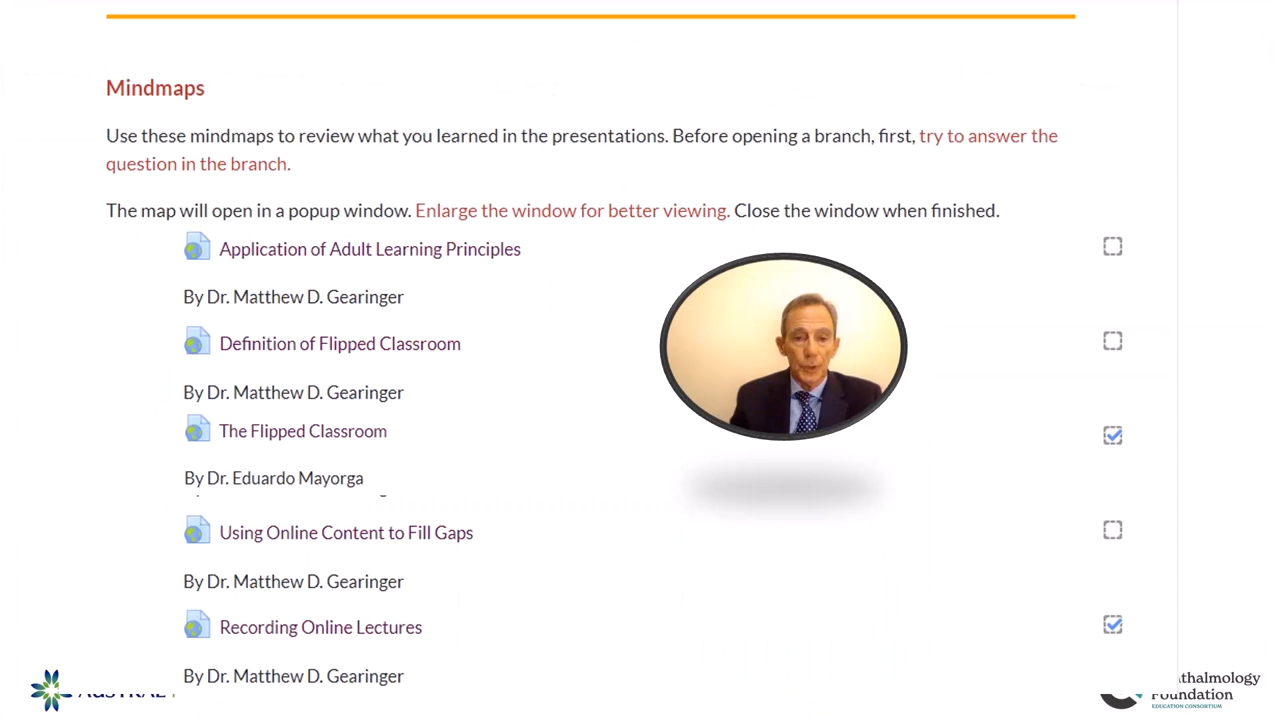 Mindmaps
Use these mindmaps to review what you learned in the presentations. Before opening a branch, first, try to answer the
question in the branch.
The map will open in a popup window. Enlarge the window for better viewing. Close the window when finished.
Application of Adult Learning Principles
By Dr. Matthew D. Gearinger
Definition of Flipped Classroom
By Dr. Matthew D. Gearinger
The Flipped Classroom
By Dr. Eduardo Mayorga
Using Online Content to Fill Gaps
By Dr. Matthew D. Gearinger
Recording Online Lectures
By Dr. Matthew D. Gearinger
Foundation
EDUCATION CONSORTIUM